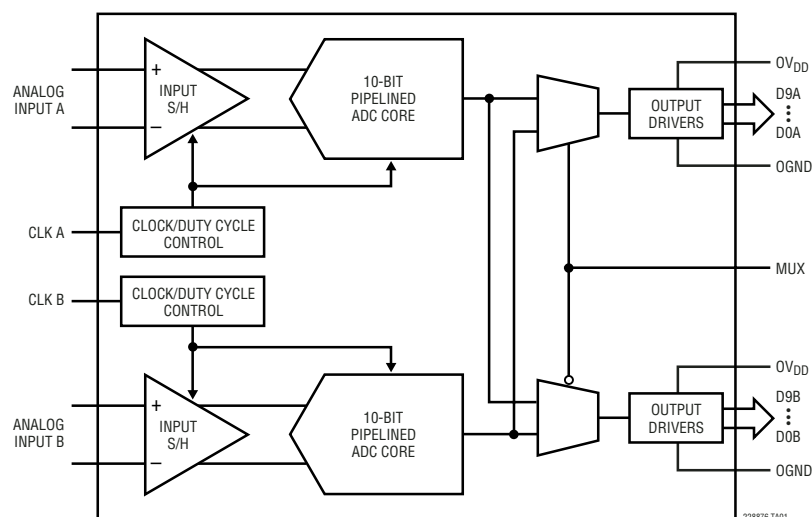 ANALOG
INPUT A
+
−
INPUT
S/H
10-BIT
PIPELINED
ADC CORE
OUTPUT
DRIVERS
OVDD
D9A
D0A
OGND
CLK A
CLOCK/DUTY CYCLE
CONTROL
MUX
CLK B
CLOCK/DUTY CYCLE
CONTROL
ANALOG
INPUT B
+
−
INPUT
S/H
10-BIT
PIPELINED
ADC CORE
OUTPUT
DRIVERS
OVDD
D9B
D0B
OGND